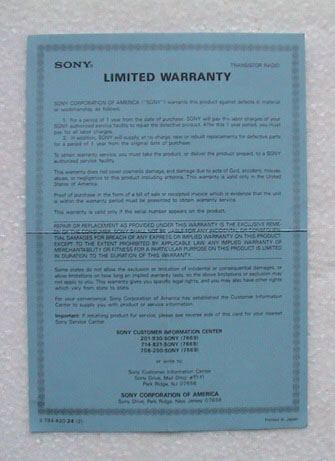 SONY®
TRANSISTOR RADIO
LIMITED WARRANTY
SONY CORPORATION OF AMERICA ("SONY") warrants this product against defects in material
or workmanship as follows:
1. For a period of 1 year from the date of purchase, SONY will pay the labor charges of your
SONY authorized service facility to repair the defective product. After this 1 year period, you must
pay for all labor charges.
2. In addition, SONY will supply, at no charge, new or rebuilt replacements for defective parts
for a period of 1 year from the original date of purchase.
To obtain warranty service, you must take the product, or deliver the product, prepaid, to a SONY
authorized service facility.
This warranty does not cover cosmetic damage and damage due to acts of God, accident, misuse,
abuse, or negligence to this product including antenna. This warranty is valid only in the United
States of America.
Proof of purchase in the form of a bill of sale or receipted invoice which is evidence that the unit
is within the warranty period must be presented to obtain warranty service.
This warranty is valid only if the serial number appears on the product.
REPAIR OR REPLACEMENT AS PROVIDED UNDER THIS WARRANTY IS THE EXCLUSIVE REME-
DY OF THE CONSUMER. SONY SHALL NOT BE LIABLE FOR ANY INCIDENTAL OR CONSEQUEN-
TIAL DAMAGES FOR BREACH OF ANY EXPRESS OR IMPLIED WARRANTY ON THIS PRODUCT,
EXCEPT TO THE EXTENT PROHIBITED BY APPLICABLE LAW. ANY IMPLIED WARRANTY OF
MERCHANTABILITY OR FITNESS FOR A PARTICULAR PURPOSE ON THIS PRODUCT IS LIMITED
IN DURATION TO THE DURATION OF THIS WARRANTY.
Some states do not allow the exclusion or limitation of incidental or consequential damages, or
allow limitations on how long an implied warranty lasts, so the above limitations or exclusion may
not apply to you. This warranty gives you specific legal rights, and you may also have other rights
which vary from state to state.
For your convenience, Sony Corporation of America has established the Customer Information
Center to supply you with product or service information.
Important: If resorting product for service, please see reverse side of this card for your nearest
Sony Service Center.
SONY CUSTOMER INFORMATION CENTER
201-930-SONY (7669)
714-821-SONY (7669)
708-250-SONY (7669)
or write to
Sony Customer Information Center
Sony Drive, Mail Drop
Park Ridge, NJ 07656
SONY CORPORATION OF AMERICA
Sony Drive, Park Ridge, New Jersey 07656
24 (2)
Printed in Japan